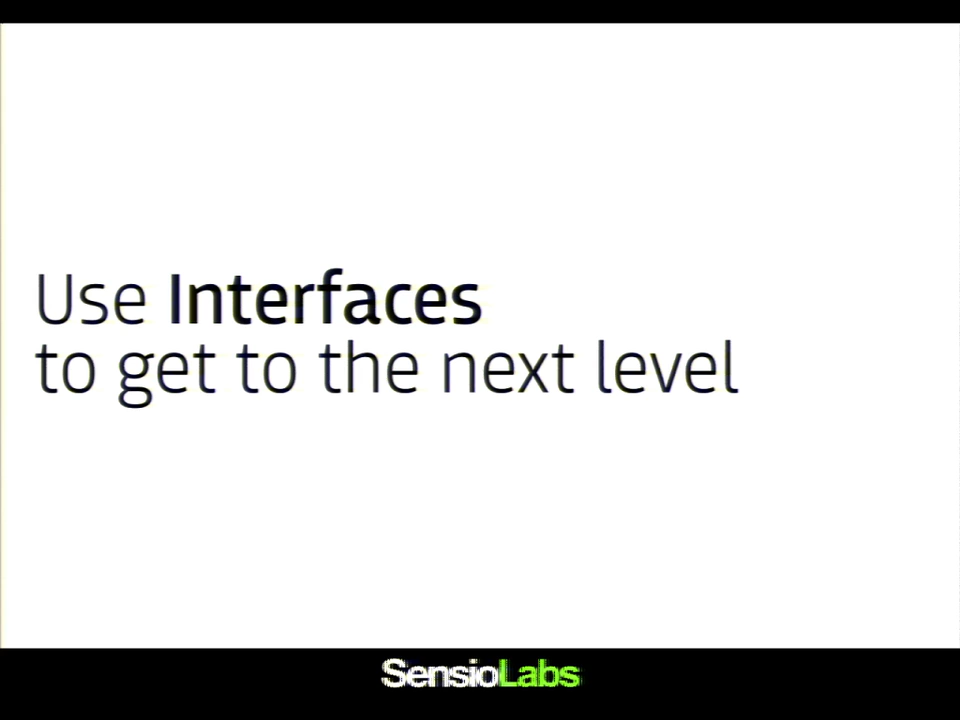 Use Interfaces
to get to the next level
SensioLabs